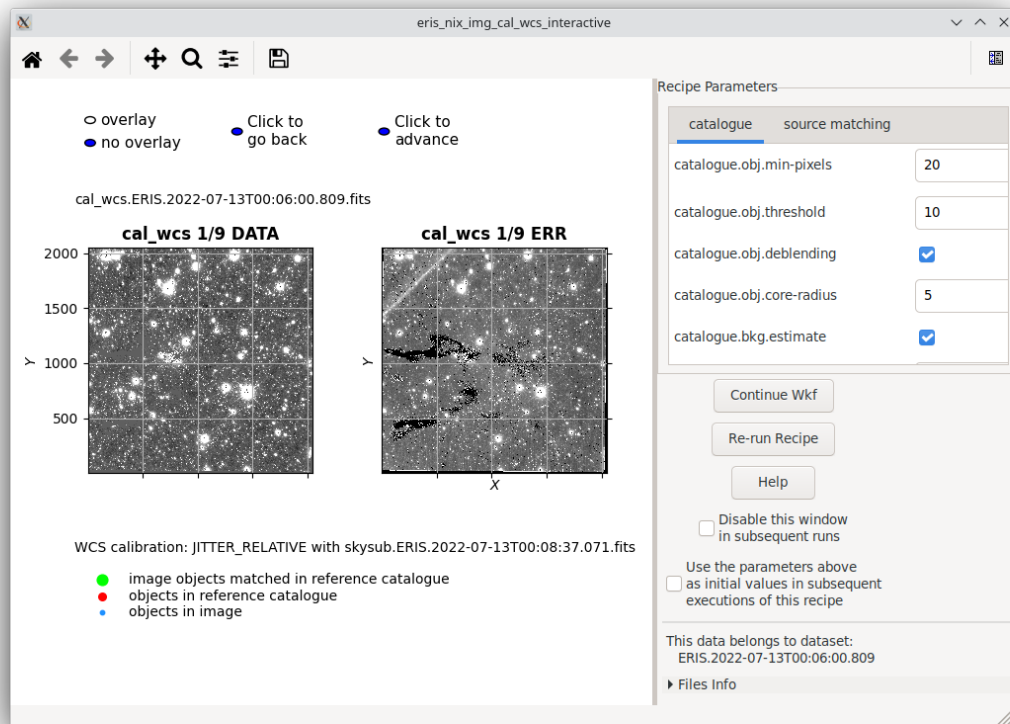 eris_nix_img_cal_wcs_interactive
Recipe Parameters
overlay
no overlay
Click to
go back
Click to
advance
catalogue
source matching
catalogue.obj.min-pixels
20
catalogue.obj.threshold
10
catalogue.obj.deblending
catalogue.obj.core-radius
5
catalogue.bkg.estimate
cal_wcs.ERIS.2022-07-13T00:06:00.809.fits
cal_wcs 1/9 DATA
cal_wcs 1/9 ERR
2000
1500
1000
500
Y
Y
X
Continue Wkf
Re-run Recipe
Help
Disable this window
in subsequent runs
Use the parameters above
as initial values in subsequent
executions of this recipe
WCS calibration: JITTER_RELATIVE with skysub.ERIS.2022-07-13T00:08:37.071.fits
image objects matched in reference catalogue
objects in reference catalogue
objects in image
This data belongs to dataset:
ERIS.2022-07-13T00:06:00.809
Files Info